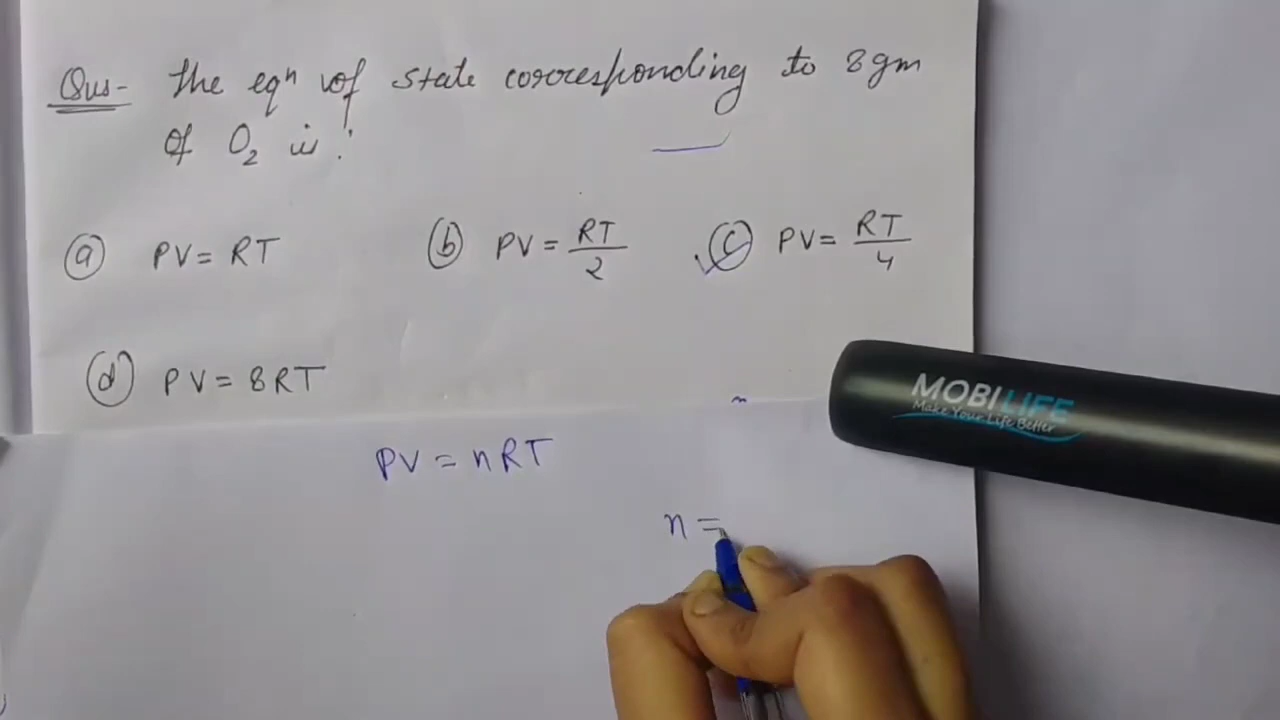 Qus- The eqⁿ of state corresponding to 8gm
of O₂ is :
(a) PV = RT (b) PV = RT/2 (c) PV = RT/4
(d) PV = 8RT
MOBILIFE
Make Your Life Better
PV = nRT
n =